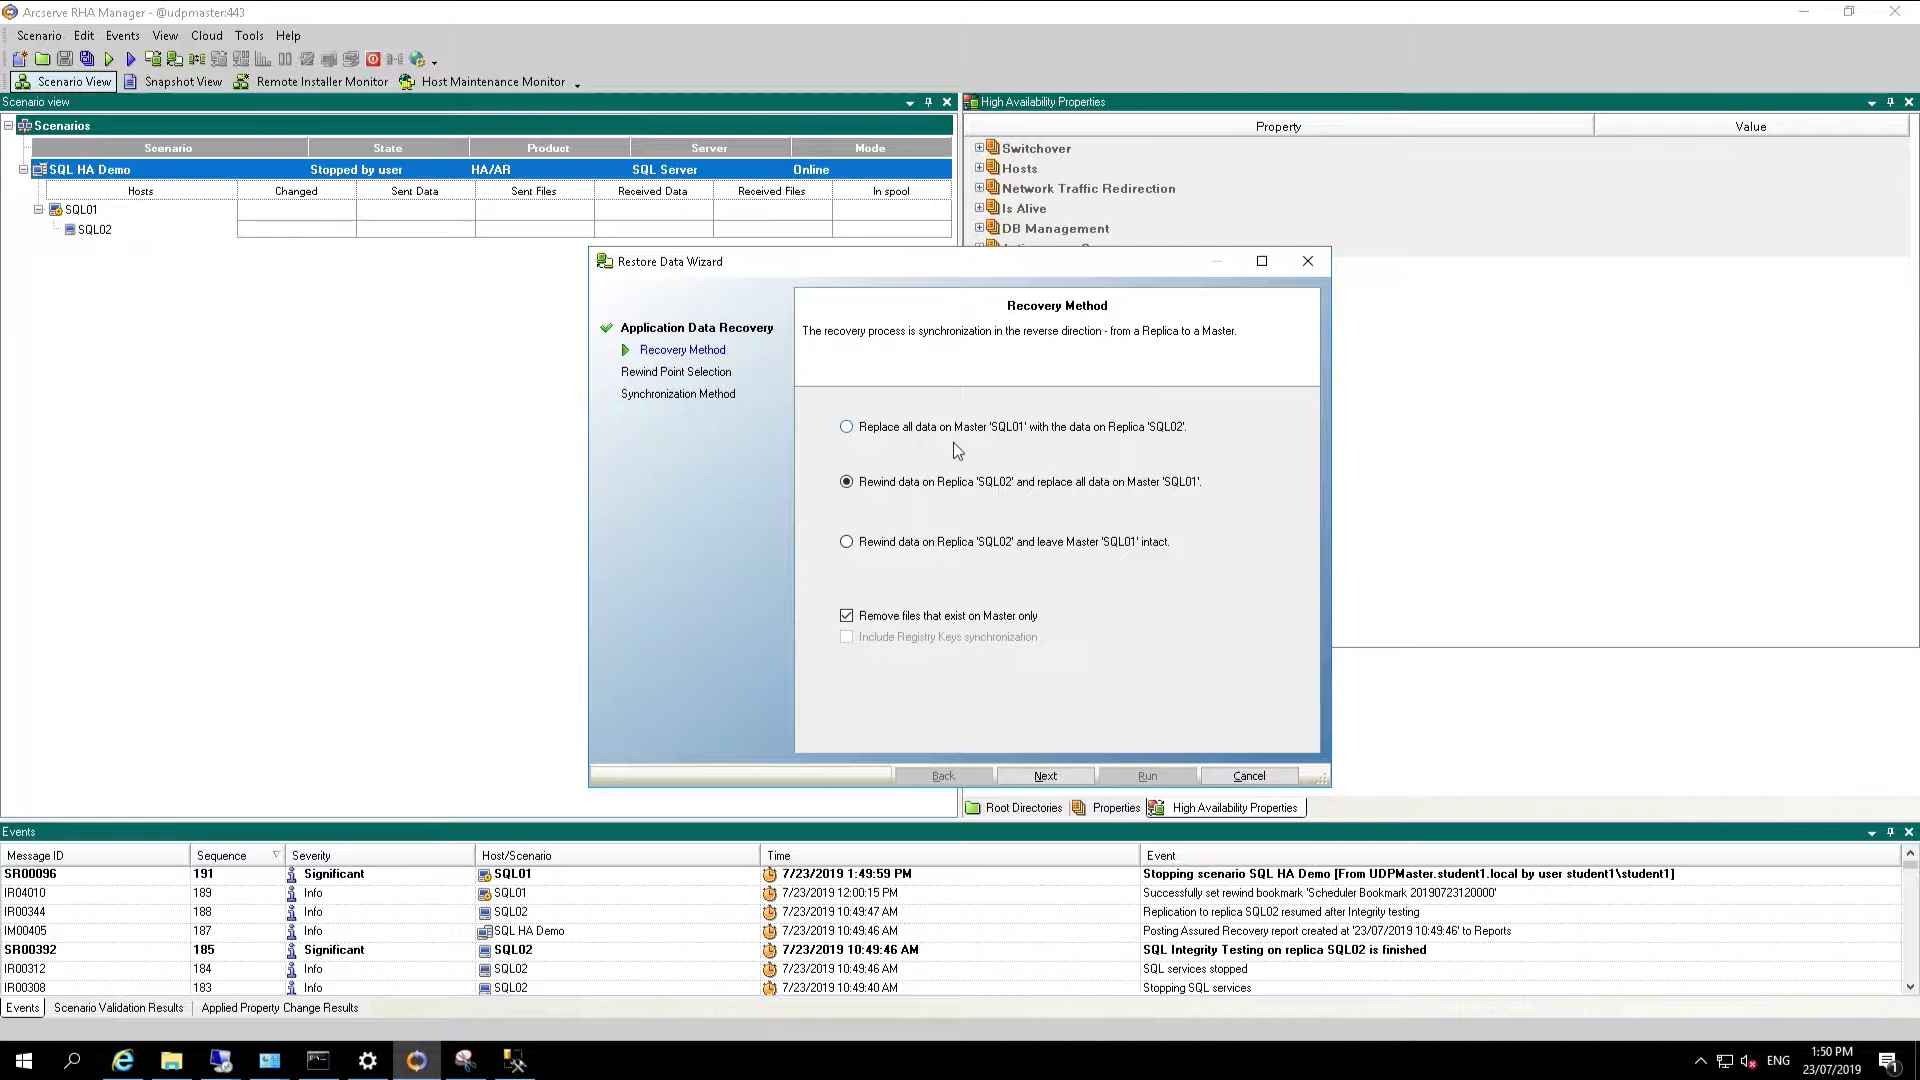 Arcserve RHA Manager - @udpmaster:443
Scenario Edit Events View Cloud Tools Help
Scenario View Snapshot View Remote Installer Monitor Host Maintenance Monitor
Scenario view
Scenarios
Scenario State Product Server Mode
SQL HA Demo Stopped by user HA/AR SQL Server Online
Hosts Changed Sent Data Sent Files Received Data Received Files In spool
SQL01
SQL02
High Availability Properties
Property Value
Switchover
Hosts
Network Traffic Redirection
Is Alive
DB Management
Restore Data Wizard
Application Data Recovery
Recovery Method
Rewind Point Selection
Synchronization Method
Recovery Method
The recovery process is synchronization in the reverse direction - from a Replica to a Master.
Replace all data on Master 'SQL01' with the data on Replica 'SQL02'.
Rewind data on Replica 'SQL02' and replace all data on Master 'SQL01'.
Rewind data on Replica 'SQL02' and leave Master 'SQL01' intact.
Remove files that exist on Master only
Include Registry Keys synchronization
Back Next Run Cancel
Root Directories Properties High Availability Properties
Events
Message ID Sequence Severity Host/Scenario Time Event
SR00096 191 Significant SQL01 7/23/2019 1:49:59 PM Stopping scenario SQL HA Demo [From UDPMaster.student1.local by user student1\student1]
IR04010 189 Info SQL01 7/23/2019 12:00:15 PM Successfully set rewind bookmark 'Scheduler Bookmark 20190723120000'
IR00344 188 Info SQL02 7/23/2019 10:49:47 AM Replication to replica SQL02 resumed after Integrity testing
IM00405 187 Info SQL HA Demo 7/23/2019 10:49:46 AM Posting Assured Recovery report created at '23/07/2019 10:49:46' to Reports
SR00392 185 Significant SQL02 7/23/2019 10:49:46 AM SQL Integrity Testing on replica SQL02 is finished
IR00312 184 Info SQL02 7/23/2019 10:49:46 AM SQL services stopped
IR00308 183 Info SQL02 7/23/2019 10:49:40 AM Stopping SQL services
Events Scenario Validation Results Applied Property Change Results
ENG 1:50 PM
23/07/2019
1